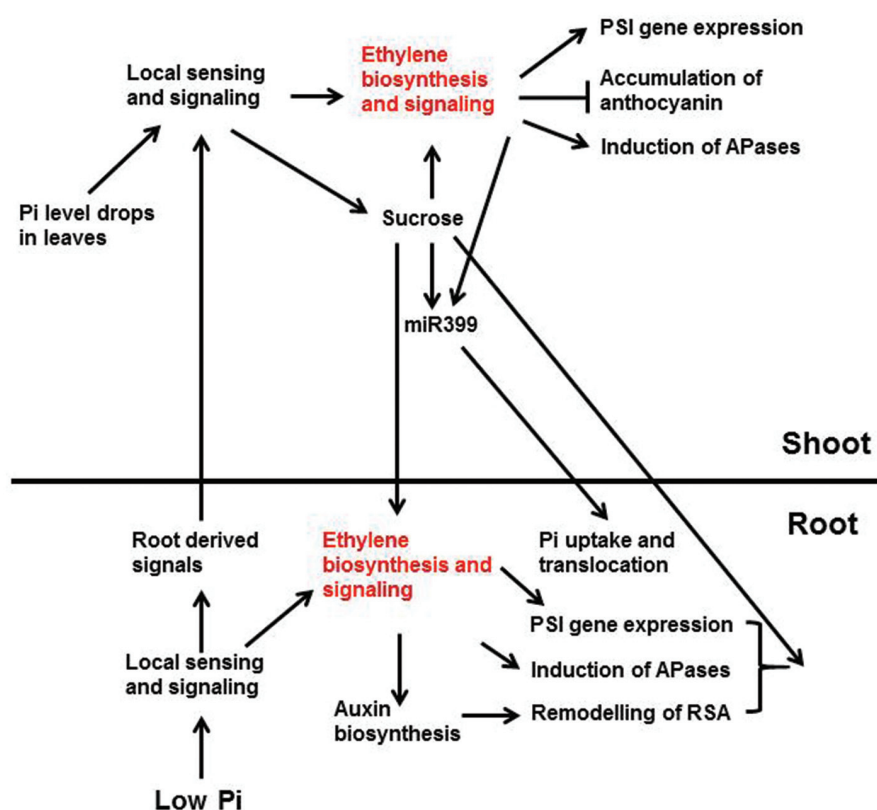 PSI gene expression
Local sensing
and signaling
Ethylene
biosynthesis
and signaling
Accumulation of
anthocyanin
Induction of APases
Pi level drops
in leaves
Sucrose
miR399
Shoot
Root
Root derived
signals
Ethylene
biosynthesis and
signaling
Pi uptake and
translocation
PSI gene expression
Local sensing
and signaling
Induction of APases
Auxin
biosynthesis
Remodelling of RSA
Low Pi